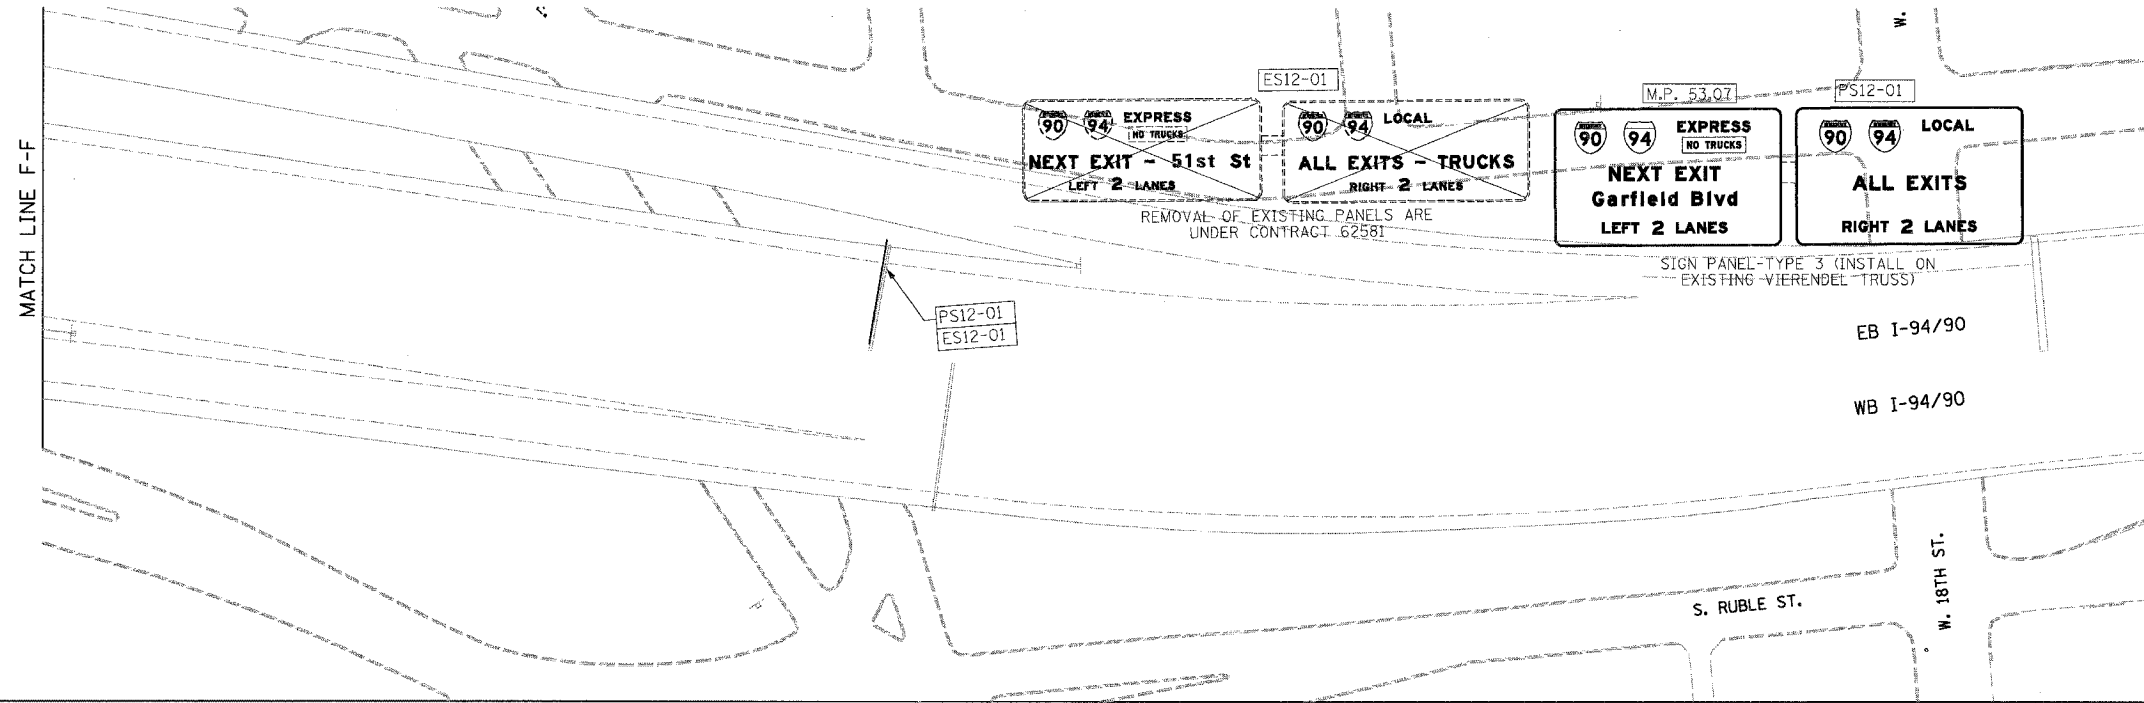 W.
MATCH LINE F-F
ES12-01
90 94 EXPRESS
NO TRUCKS
NEXT EXIT - 51st St
LEFT 2 LANES
90 94 LOCAL
ALL EXITS - TRUCKS
RIGHT 2 LANES
REMOVAL OF EXISTING PANELS ARE
UNDER CONTRACT 62581
M.P. 53.07
PS12-01
90 94 EXPRESS
NO TRUCKS
NEXT EXIT
Garfield Blvd
LEFT 2 LANES
90 94 LOCAL
ALL EXITS
RIGHT 2 LANES
SIGN PANEL-TYPE 3 (INSTALL ON
EXISTING VIERENDEL TRUSS)
PS12-01
ES12-01
EB I-94/90
WB I-94/90
S. RUBLE ST.
W. 18TH ST.